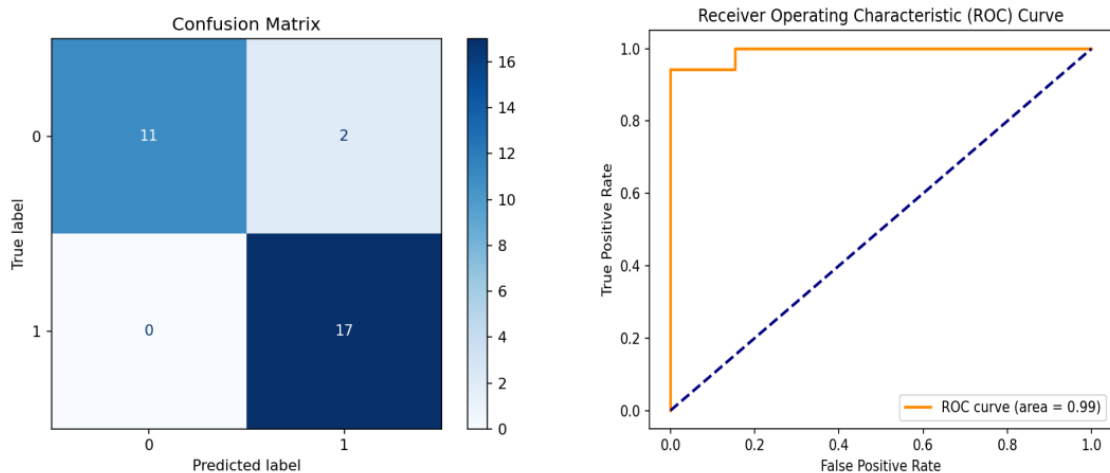 Confusion Matrix
0
11
2
1
0
17
0
1
True label
Predicted label
16
14
12
10
8
6
4
2
0
Receiver Operating Characteristic (ROC) Curve
1.0
0.8
0.6
0.4
0.2
0.0
True Positive Rate
ROC curve (area = 0.99)
0.0 0.2 0.4 0.6 0.8 1.0
False Positive Rate